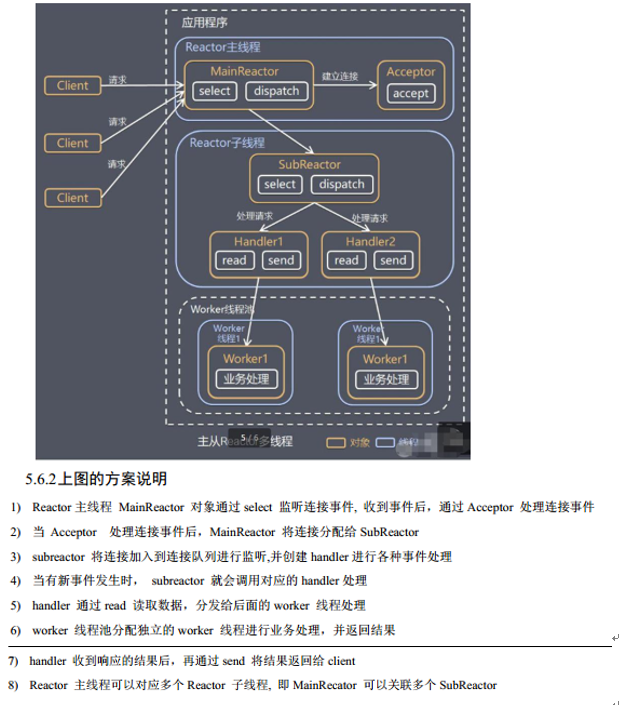 应用程序
Reactor主线程
MainReactor
select
dispatch
建立连接
Acceptor
accept
Client
请求
Client
请求
Client
请求
Reactor子线程
SubReactor
select
dispatch
处理请求
处理请求
Handler1
read
send
Handler2
read
send
Worker线程池
Worker
线程1
Worker1
业务处理
Worker
线程1
Worker1
业务处理
5 / 6
主从Reactor多线程
对象
线程
5.6.2上图的方案说明
1) Reactor 主线程 MainReactor 对象通过 select 监听连接事件, 收到事件后，通过 Acceptor 处理连接事件
2) 当 Acceptor 处理连接事件后，MainReactor 将连接分配给 SubReactor
3) subreactor 将连接加入到连接队列进行监听,并创建 handler 进行各种事件处理
4) 当有新事件发生时， subreactor 就会调用对应的 handler 处理
5) handler 通过 read 读取数据，分发给后面的 worker 线程处理
6) worker 线程池分配独立的 worker 线程进行业务处理，并返回结果
7) handler 收到响应的结果后，再通过 send 将结果返回给 client
8) Reactor 主线程可以对应多个 Reactor 子线程, 即 MainRecator 可以关联多个 SubReactor